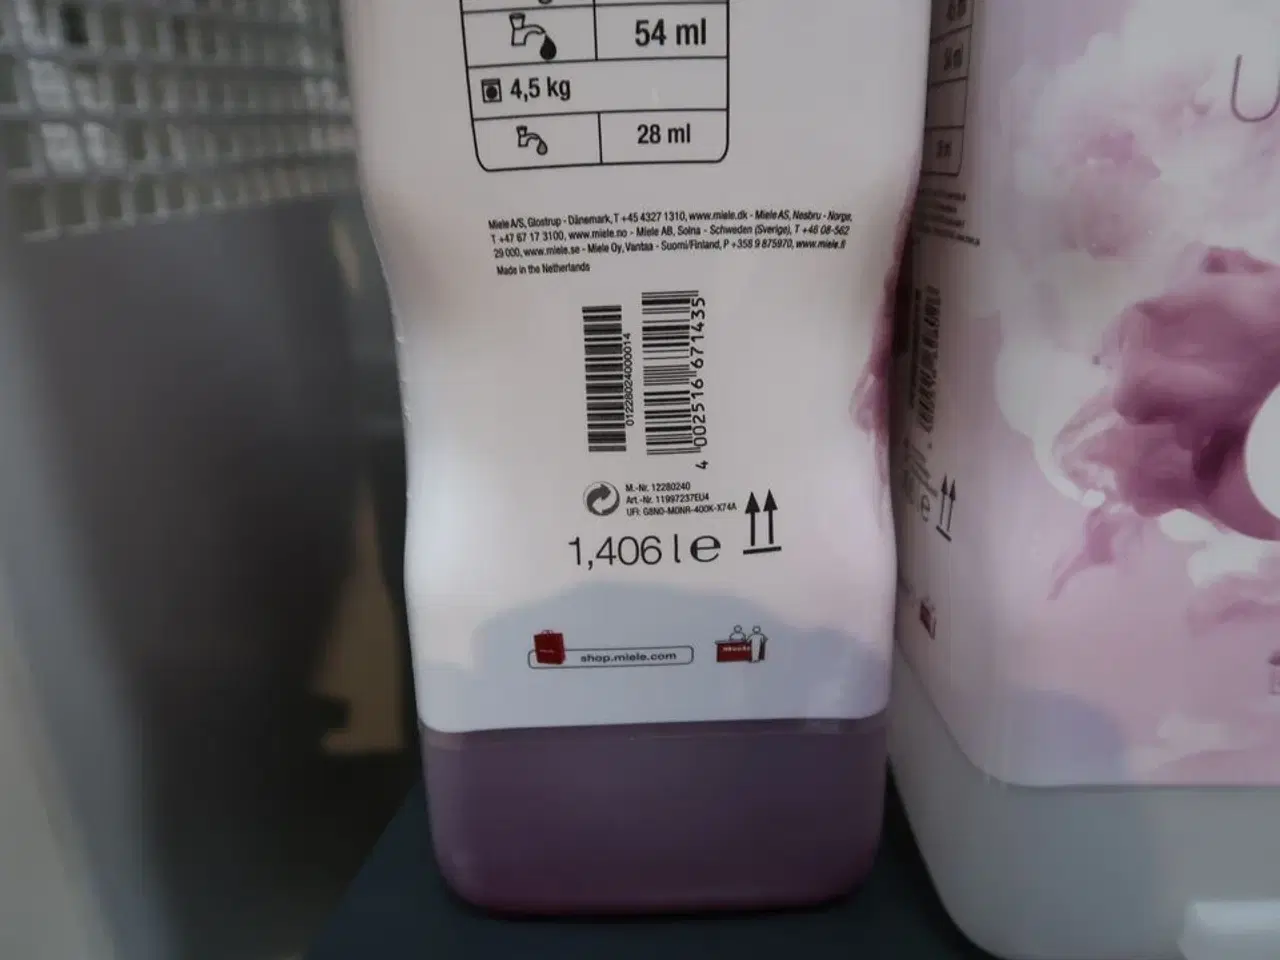 54 ml
4,5 kg
28 ml
Miele A/S, Glostrup - Dänemark, T +45 4327 1310, www.miele.dk - Miele AS, Nesbru - Norge,
T +47 67 17 3100, www.miele.no - Miele AB, Solna - Schweden (Sverige), T +46 08-562
29 000, www.miele.se - Miele Oy, Vantaa - Suomi/Finland, P +358 9 875970, www.miele.fi
Made in the Netherlands
0122802400014
4 002516 671435
M.-Nr. 12280240
Art.-Nr. 11997237EU4
UFI: G8N0-M0NR-400K-X74A
1,406 l e
shop.miele.com
Miele
U